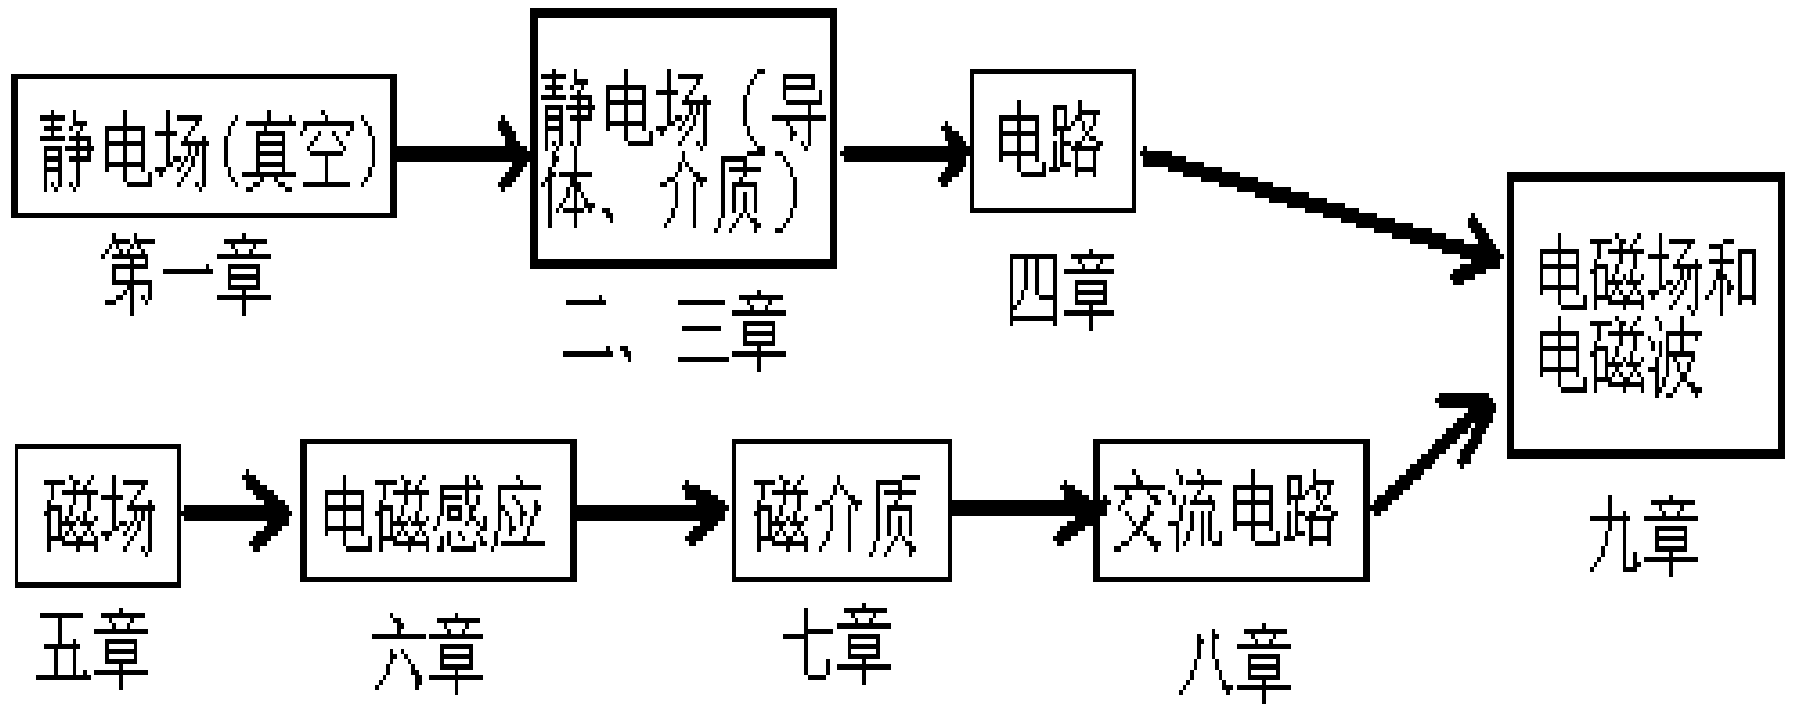 静电场(真空)
第一章
静电场（导
体、介质）
二、三章
电路
四章
电磁场和
电磁波
九章
磁场
五章
电磁感应
六章
磁介质
七章
交流电路
八章